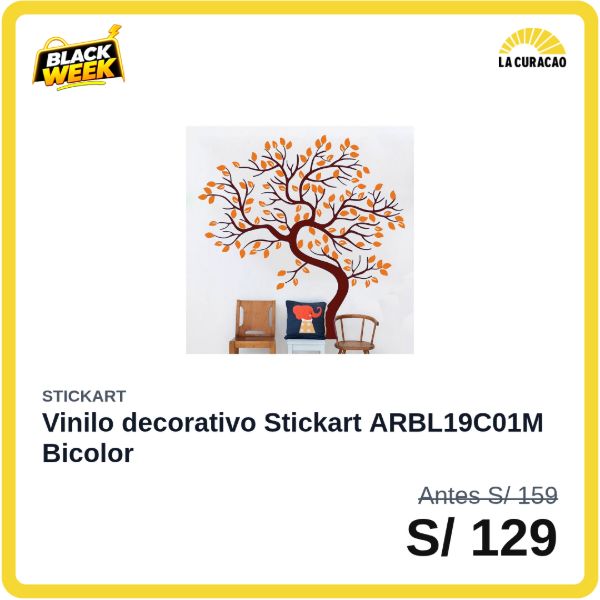 BLACK
WEEK
LA CURACAO
STICKART
Vinilo decorativo Stickart ARBL19C01M
Bicolor
Antes S/ 159
S/ 129